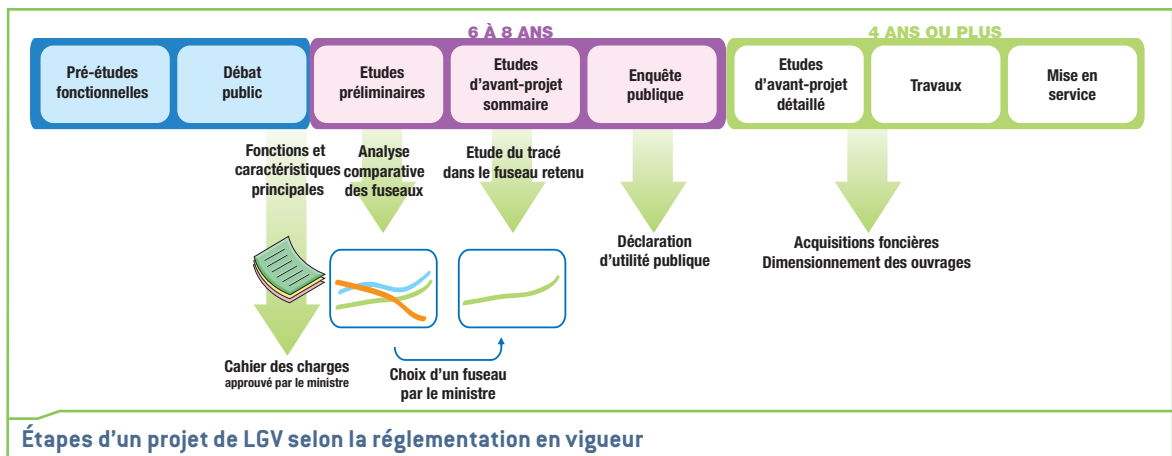 6 À 8 ANS
4 ANS OU PLUS
Pré-études
fonctionnelles
Débat
public
Etudes
préliminaires
Etudes
d'avant-projet
sommaire
Enquête
publique
Etudes
d'avant-projet
détaillé
Travaux
Mise en
service
Fonctions et
caractéristiques
principales
Analyse
comparative
des fuseaux
Etude du tracé
dans le fuseau retenu
Déclaration
d'utilité publique
Acquisitions foncières
Dimensionnement des ouvrages
Cahier des charges
approuvé par le ministre
Choix d'un fuseau
par le ministre
Étapes d'un projet de LGV selon la réglementation en vigueur